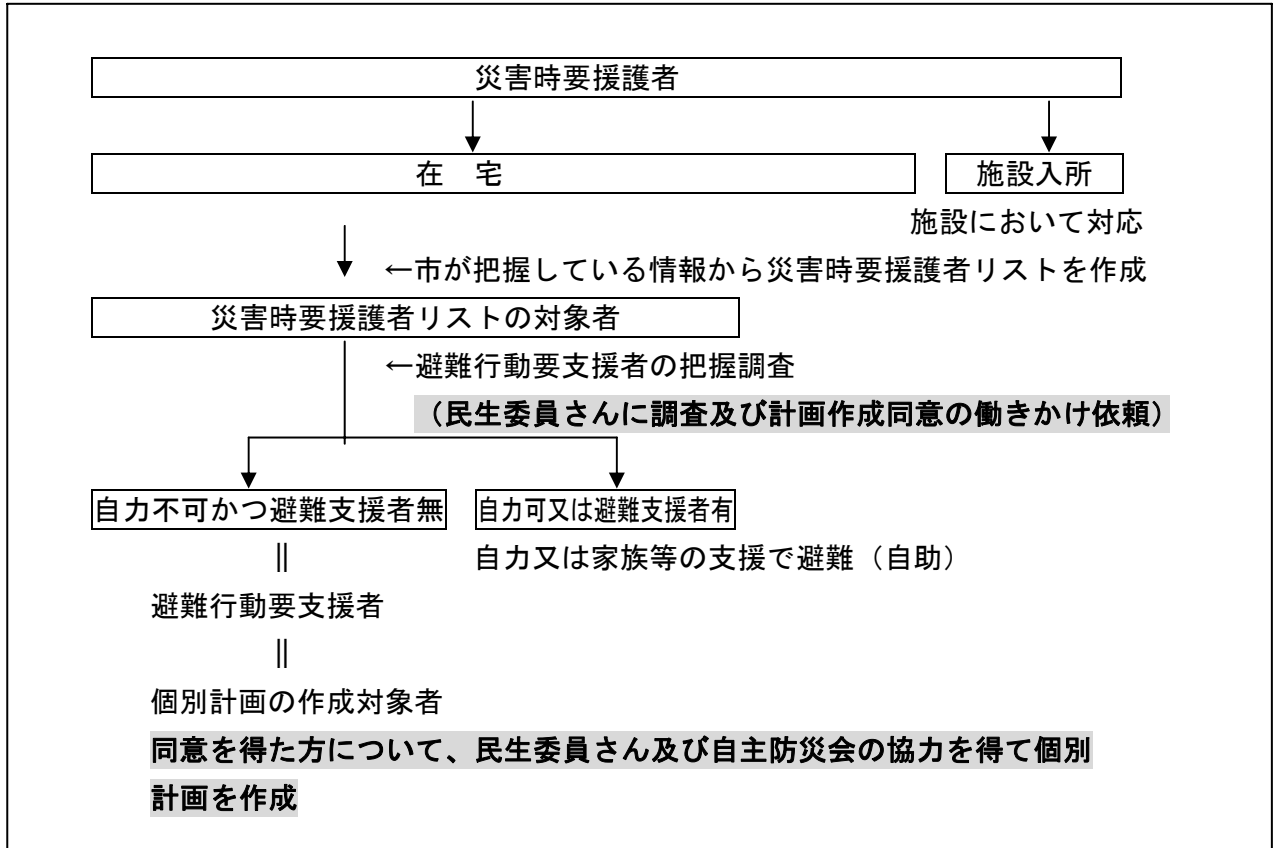 災害時要援護者
在　宅
施設入所
施設において対応
←市が把握している情報から災害時要援護者リストを作成
災害時要援護者リストの対象者
←避難行動要支援者の把握調査
（民生委員さんに調査及び計画作成同意の働きかけ依頼）
自力不可かつ避難支援者無
自力可又は避難支援者有
||
自力又は家族等の支援で避難（自助）
避難行動要支援者
||
個別計画の作成対象者
同意を得た方について、民生委員さん及び自主防災会の協力を得て個別
計画を作成